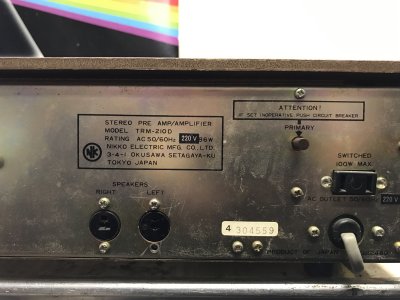 STEREO PRE AMP/AMPLIFIER
MODEL TRM-210D
RATING AC 50/60Hz 220 V 86W
NIKKO ELECTRIC MFG. CO. LTD.
3-4-1 OKUSAWA SETAGAYA-KU
TOKYO JAPAN
NK
ATTENTION!
IF SET INOPERATIVE PUSH CIRCUIT BREAKER.
PRIMARY
SWITCHED
100W MAX.
AC OUTLET 50/60Hz 220 V
SPEAKERS
RIGHT LEFT
4 304559
PRODUCT OF JAPAN